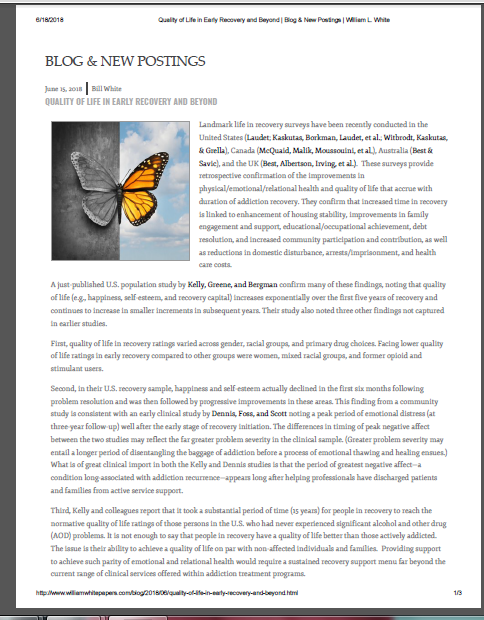 6/18/2018 Quality of Life in Early Recovery and Beyond | Blog & New Postings | William L. White
BLOG & NEW POSTINGS
June 15, 2018 | Bill White
QUALITY OF LIFE IN EARLY RECOVERY AND BEYOND
Landmark life in recovery surveys have been recently conducted in the
United States (Laudet; Kaskutas, Borkman, Laudet, et al.; Witbrodt, Kaskutas,
& Grella), Canada (McQuaid, Malik, Moussouini, et al.), Australia (Best &
Savic), and the UK (Best, Albertson, Irving, et al.). These surveys provide
retrospective confirmation of the improvements in
physical/emotional/relational health and quality of life that accrue with
duration of addiction recovery. They confirm that increased time in recovery
is linked to enhancement of housing stability, improvements in family
engagement and support, educational/occupational achievement, debt
resolution, and increased community participation and contribution, as well
as reductions in domestic disturbance, arrests/imprisonment, and health
care costs.
A just-published U.S. population study by Kelly, Greene, and Bergman confirm many of these findings, noting that quality
of life (e.g., happiness, self-esteem, and recovery capital) increases exponentially over the first five years of recovery and
continues to increase in smaller increments in subsequent years. Their study also noted three other findings not captured
in earlier studies.
First, quality of life in recovery ratings varied across gender, racial groups, and primary drug choices. Facing lower quality
of life ratings in early recovery compared to other groups were women, mixed racial groups, and former opioid and
stimulant users.
Second, in their U.S. recovery sample, happiness and self-esteem actually declined in the first six months following
problem resolution and was then followed by progressive improvements in these areas. This finding from a community
study is consistent with an early clinical study by Dennis, Foss, and Scott noting a peak period of emotional distress (at
three-year follow-up) well after the early stage of recovery initiation. The differences in timing of peak negative affect
between the two studies may reflect the far greater problem severity in the clinical sample. (Greater problem severity may
entail a longer period of disentangling the baggage of addiction before a process of emotional thawing and healing ensues.)
What is of great clinical import in both the Kelly and Dennis studies is that the period of greatest negative affect—a
condition long-associated with addiction recurrence—appears long after helping professionals have discharged patients
and families from active service support.
Third, Kelly and colleagues report that it took a substantial period of time (15 years) for people in recovery to reach the
normative quality of life ratings of those persons in the U.S. who had never experienced significant alcohol and other drug
(AOD) problems. It is not enough to say that people in recovery have a quality of life better than those actively addicted.
The issue is their ability to achieve a quality of life on par with non-affected individuals and families. Providing support
to achieve such parity of emotional and relational health would require a sustained recovery support menu far beyond the
current range of clinical services offered within addiction treatment programs.
http://www.williamwhitepapers.com/blog/2018/06/quality-of-life-in-early-recovery-and-beyond.html 1/3